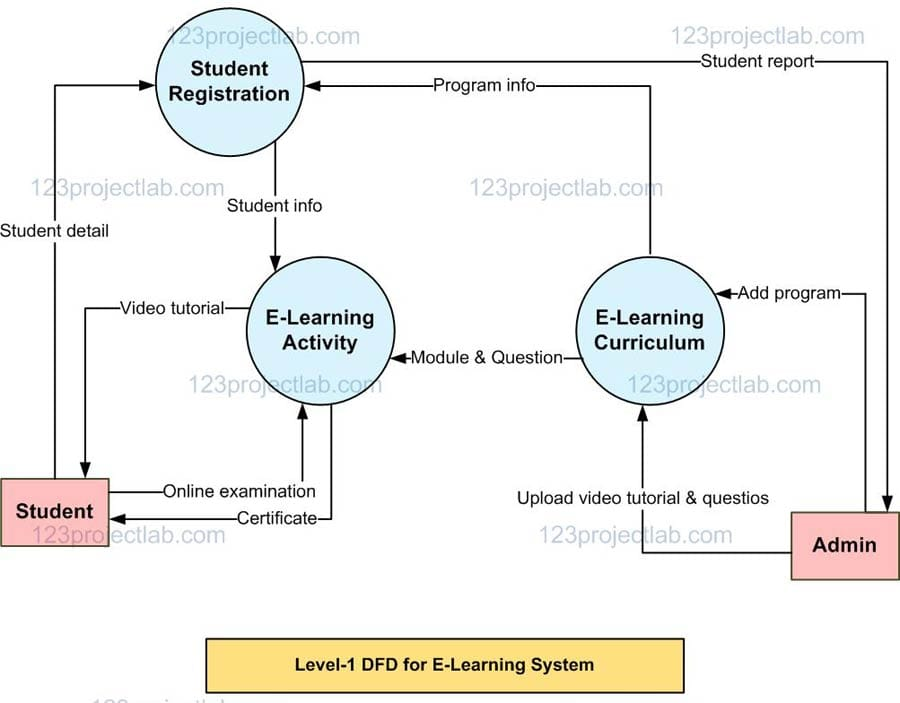 123projectlab.com
123projectlab.com
Student
Registration
Student report
Program info
123projectlab.com
123projectlab.com
Student info
Student detail
Add program
Video tutorial
E-Learning
Activity
E-Learning
Curriculum
Module & Question
123projectlab.com
123projectlab.com
Online examination
Upload video tutorial & questios
Student
Certificate
123projectlab.com
123projectlab.com
Admin
Level-1 DFD for E-Learning System